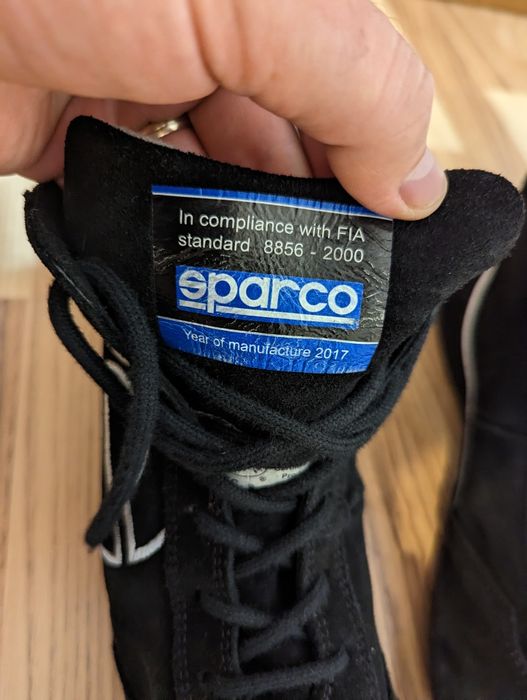 In compliance with FIA
standard 8856 - 2000
sparco
Year of manufacture 2017